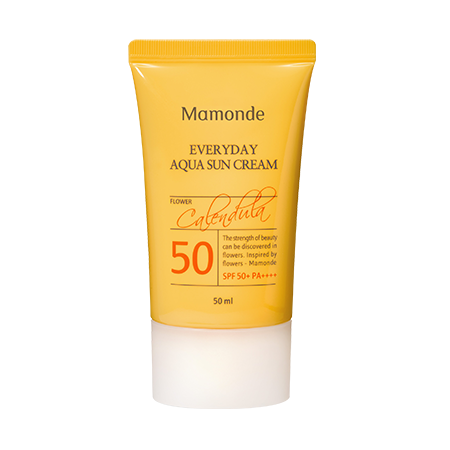 Mamonde
EVERYDAY
AQUA SUN CREAM
FLOWER
Calendula
50
The strength of beauty
can be discovered in
flowers. Inspired by
flowers - Mamonde
SPF 50+ PA++++
50 ml